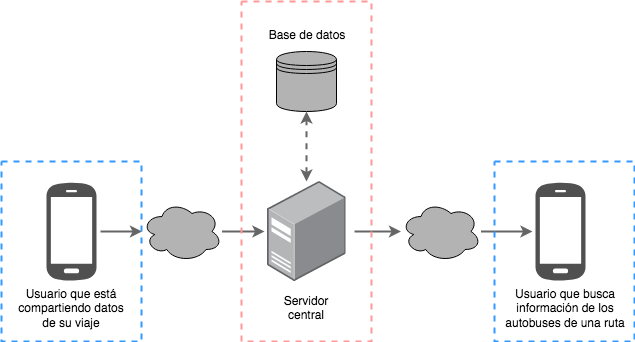 Base de datos
Usuario que está
compartiendo datos
de su viaje
Servidor
central
Usuario que busca
información de los
autobuses de una ruta